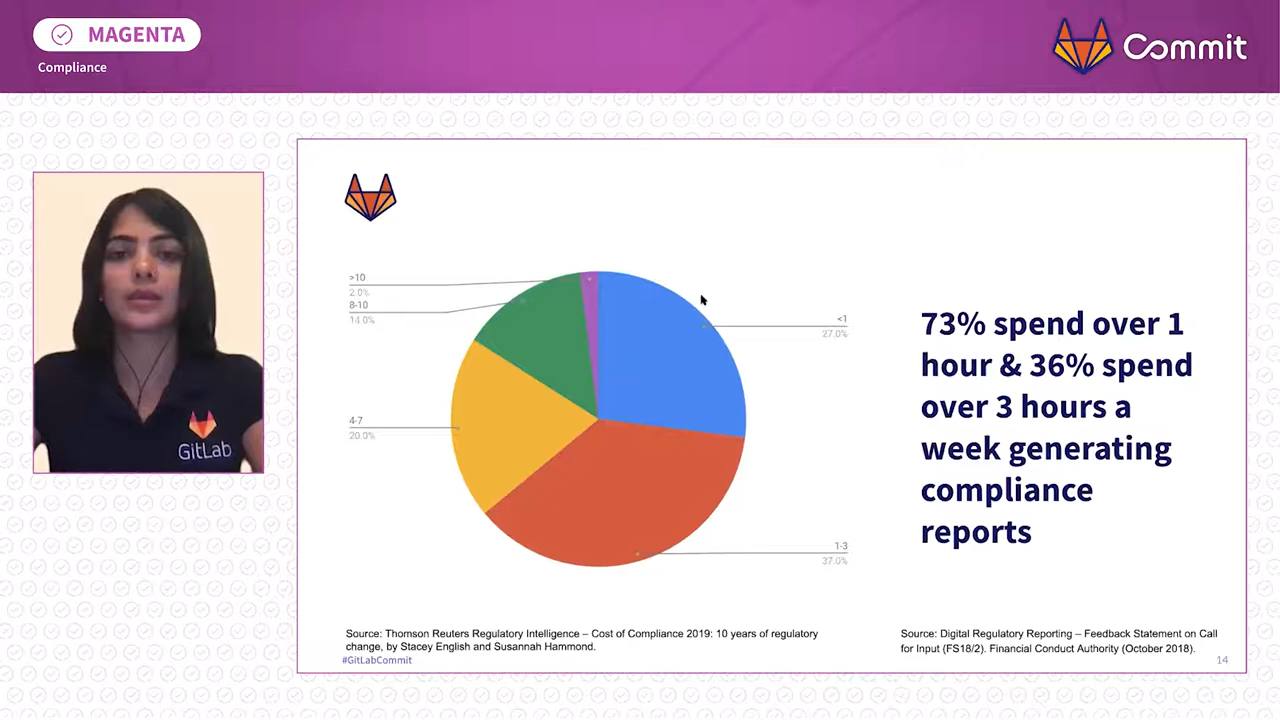 MAGENTA
Compliance
Commit
GitLab
>10
2.0%
8-10
14.0%
4-7
20.0%
<1
27.0%
1-3
37.0%
73% spend over 1
hour & 36% spend
over 3 hours a
week generating
compliance
reports
Source: Thomson Reuters Regulatory Intelligence – Cost of Compliance 2019: 10 years of regulatory
change, by Stacey English and Susannah Hammond.
#GitLabCommit
Source: Digital Regulatory Reporting – Feedback Statement on Call
for Input (FS18/2). Financial Conduct Authority (October 2018).
14